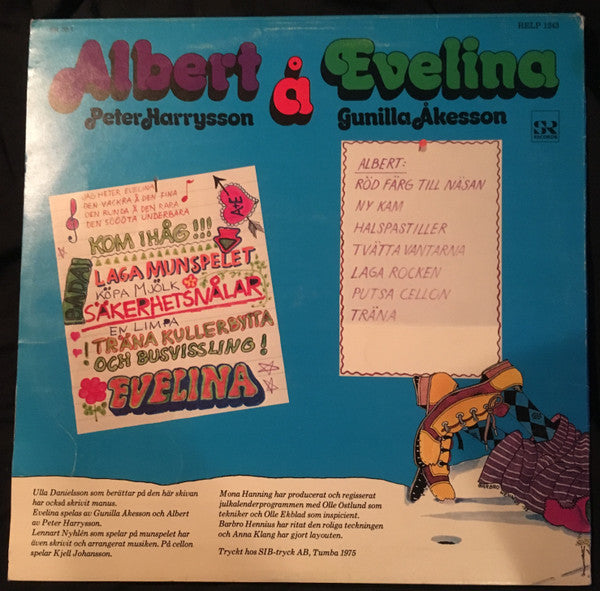 RELP 1243
Albert å Evelina
Peter Harrysson
Gunilla Åkesson
SR
RECORDS
JAG HETER EVELINA
DEN VACKRA Å DEN FINA
DEN RUNDA Å DEN RARA
DEN SÖÖÖTA UNDERBARA
A+E
KOM IHÅG!!!
BADA!
LAGA MUNSPELET
KÖPA MJÖLK
SÄKERHETSNÅLAR
EN LIMPA
! TRÄNA KULLERBYTTA
OCH BUSVISSLING!
EVELINA
ALBERT:
RÖD FÄRG TILL NÄSAN
NY KAM
HALSPASTILLER
TVÄTTA VANTARNA
LAGA ROCKEN
PUTSA CELLON
TRÄNA
Ulla Danielsson som berättar på den här skivan
har också skrivit manus.
Evelina spelas av Gunilla Åkesson och Albert
av Peter Harrysson.
Lennart Nyhlén som spelar på munspelet har
även skrivit och arrangerat musiken. På cellon
spelar Kjell Johansson.
Mona Hanning har producerat och regisserat
julkalenderprogrammen med Olle Östlund som
tekniker och Olle Ekblad som inspicient.
Barbro Hennius har ritat den roliga teckningen
och Anna Klang har gjort layouten.
Tryckt hos SIB-tryck AB, Tumba 1975